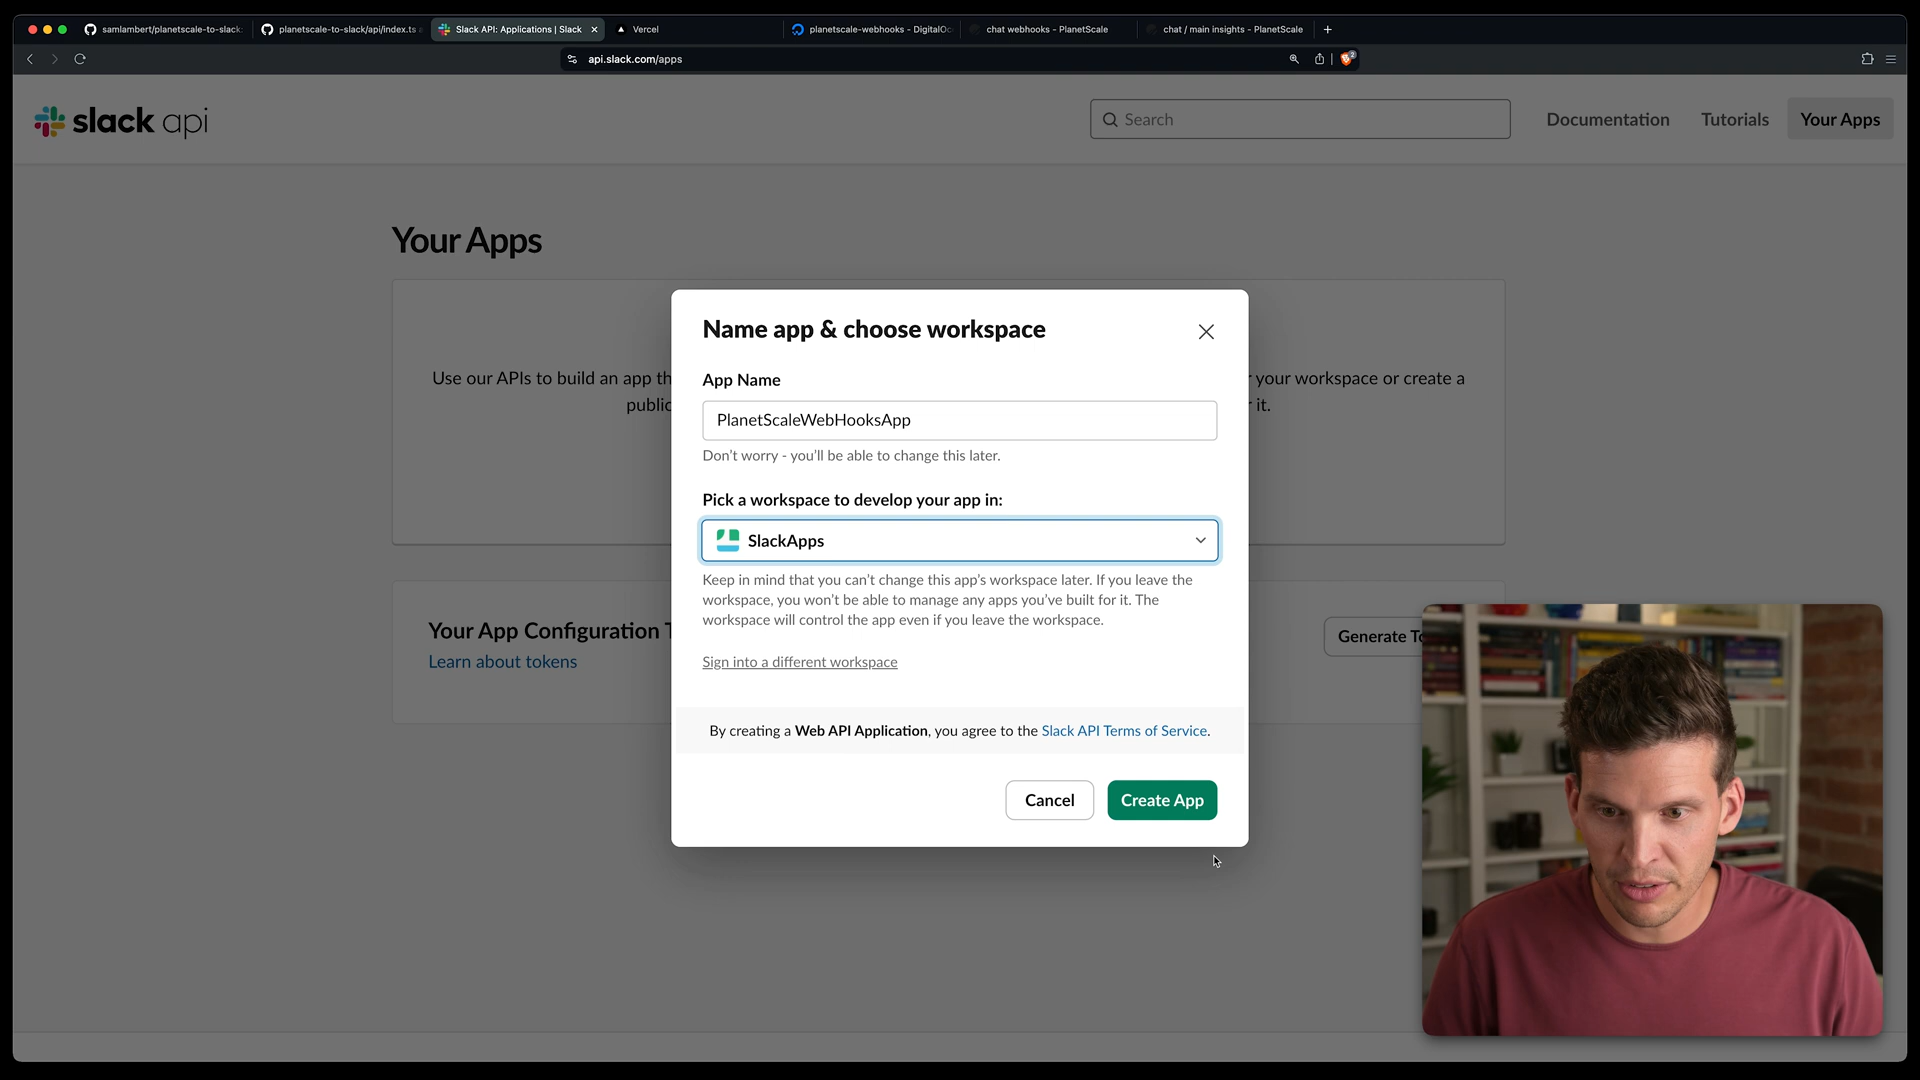 samlambert/planetscale-to-slack:
planetscale-to-slack/api/index.ts a
Slack API: Applications | Slack
Vercel
planetscale-webhooks - DigitalOc
chat webhooks - PlanetScale
chat / main insights - PlanetScale
api.slack.com/apps
2
slack api
Search
Documentation
Tutorials
Your Apps
Your Apps
Use our APIs to build an app th
your workspace or create a
public
it.
Name app & choose workspace
App Name
PlanetScaleWebHooksApp
Don't worry - you'll be able to change this later.
Pick a workspace to develop your app in:
SlackApps
Keep in mind that you can't change this app's workspace later. If you leave the
workspace, you won't be able to manage any apps you've built for it. The
workspace will control the app even if you leave the workspace.
Sign into a different workspace
By creating a Web API Application, you agree to the Slack API Terms of Service.
Cancel
Create App
Your App Configuration T
Learn about tokens
Generate To